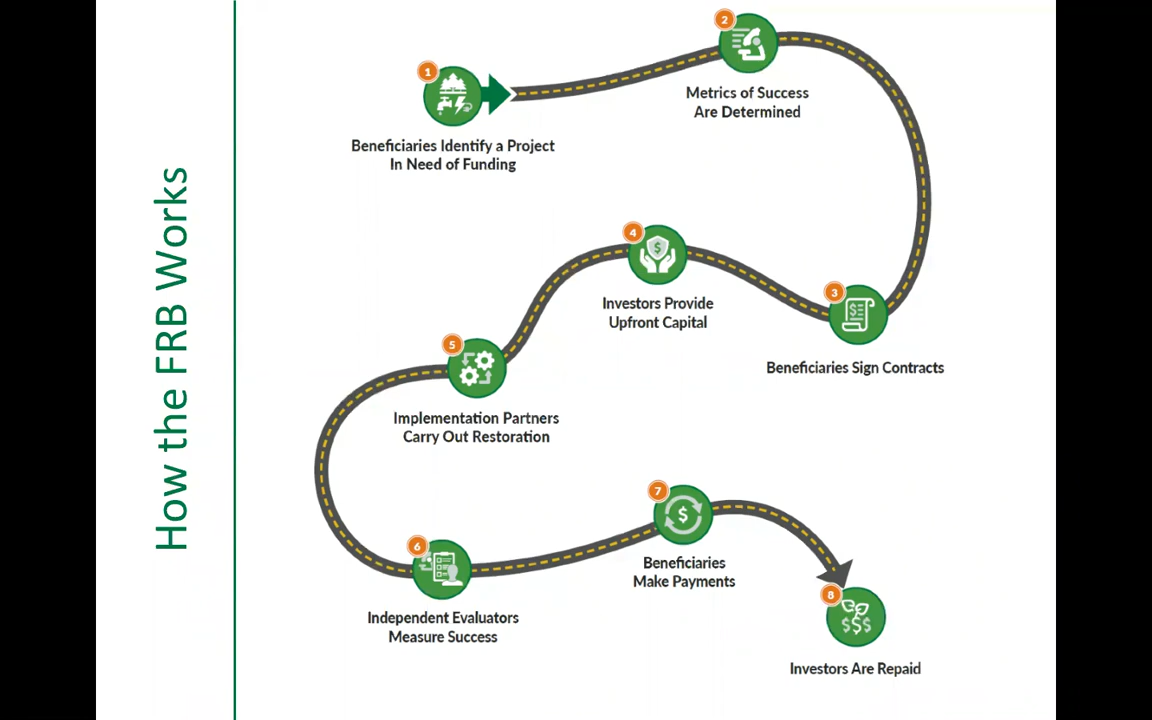 How the FRB Works
1
Beneficiaries Identify a Project
In Need of Funding
2
Metrics of Success
Are Determined
3
$
Beneficiaries Sign Contracts
4
$
Investors Provide
Upfront Capital
5
Implementation Partners
Carry Out Restoration
6
Independent Evaluators
Measure Success
7
$
Beneficiaries
Make Payments
8
$$$
Investors Are Repaid